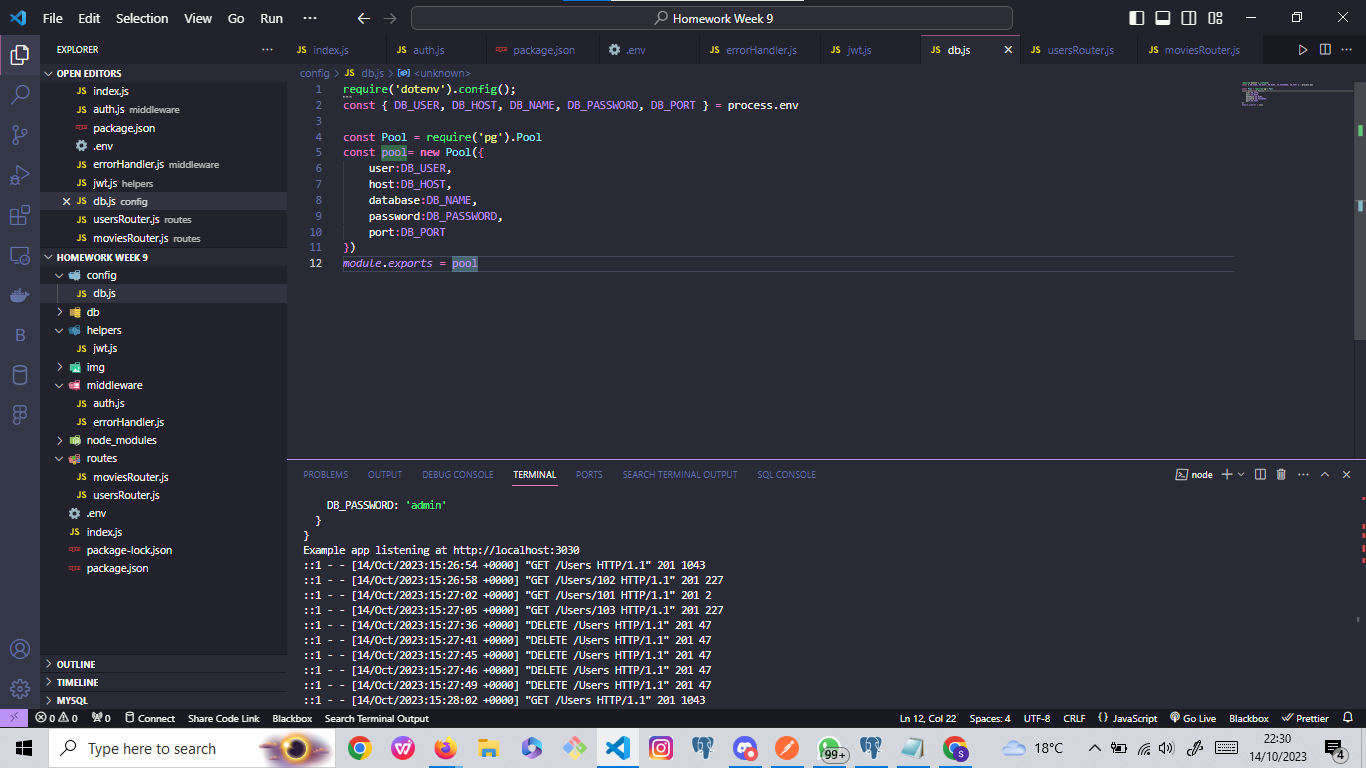 File Edit Selection View Go Run ··· Homework Week 9
EXPLORER ···
OPEN EDITORS
JS index.js
JS auth.js middleware
package.json
.env
JS errorHandler.js middleware
JS jwt.js helpers
JS db.js config
JS usersRouter.js routes
JS moviesRouter.js routes
HOMEWORK WEEK 9
config
JS db.js
db
helpers
JS jwt.js
img
middleware
JS auth.js
JS errorHandler.js
node_modules
routes
JS moviesRouter.js
JS usersRouter.js
.env
JS index.js
package-lock.json
package.json
OUTLINE
TIMELINE
MYSQL
JS index.js JS auth.js package.json .env JS errorHandler.js JS jwt.js JS db.js JS usersRouter.js JS moviesRouter.js ···
config > JS db.js > <unknown>
1 require('dotenv').config();
2 const { DB_USER, DB_HOST, DB_NAME, DB_PASSWORD, DB_PORT } = process.env
3
4 const Pool = require('pg').Pool
5 const pool= new Pool({
6 user:DB_USER,
7 host:DB_HOST,
8 database:DB_NAME,
9 password:DB_PASSWORD,
10 port:DB_PORT
11 })
12 module.exports = pool
PROBLEMS OUTPUT DEBUG CONSOLE TERMINAL PORTS SEARCH TERMINAL OUTPUT SQL CONSOLE node ···
DB_PASSWORD: 'admin'
}
}
Example app listening at http://localhost:3030
::1 - - [14/Oct/2023:15:26:54 +0000] "GET /Users HTTP/1.1" 201 1043
::1 - - [14/Oct/2023:15:26:58 +0000] "GET /Users/102 HTTP/1.1" 201 227
::1 - - [14/Oct/2023:15:27:02 +0000] "GET /Users/101 HTTP/1.1" 201 2
::1 - - [14/Oct/2023:15:27:05 +0000] "GET /Users/103 HTTP/1.1" 201 227
::1 - - [14/Oct/2023:15:27:36 +0000] "DELETE /Users HTTP/1.1" 201 47
::1 - - [14/Oct/2023:15:27:41 +0000] "DELETE /Users HTTP/1.1" 201 47
::1 - - [14/Oct/2023:15:27:45 +0000] "DELETE /Users HTTP/1.1" 201 47
::1 - - [14/Oct/2023:15:27:46 +0000] "DELETE /Users HTTP/1.1" 201 47
::1 - - [14/Oct/2023:15:27:49 +0000] "DELETE /Users HTTP/1.1" 201 47
::1 - - [14/Oct/2023:15:28:02 +0000] "GET /Users HTTP/1.1" 201 1043
0 0 0 Connect Share Code Link Blackbox Search Terminal Output Ln 12, Col 22 Spaces: 4 UTF-8 CRLF {} JavaScript Go Live Blackbox Prettier
Type here to search 99+ 18°C 22:30
14/10/2023 4